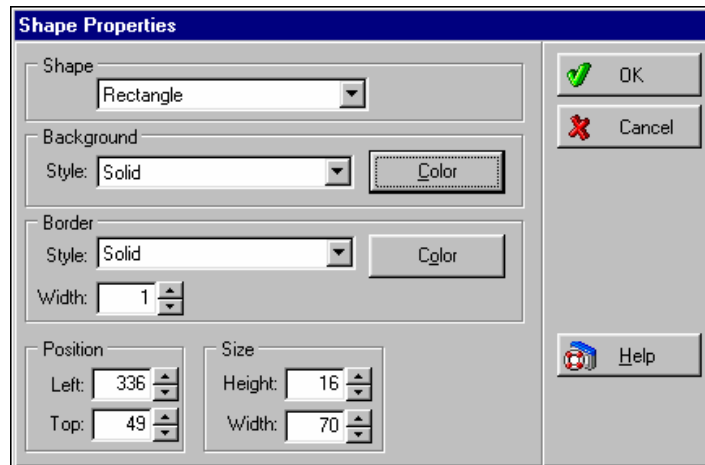 Shape Properties
Shape
Rectangle
Background
Style: Solid Color
Border
Style: Solid Color
Width: 1
Position
Left: 336
Top: 49
Size
Height: 16
Width: 70
OK
Cancel
Help